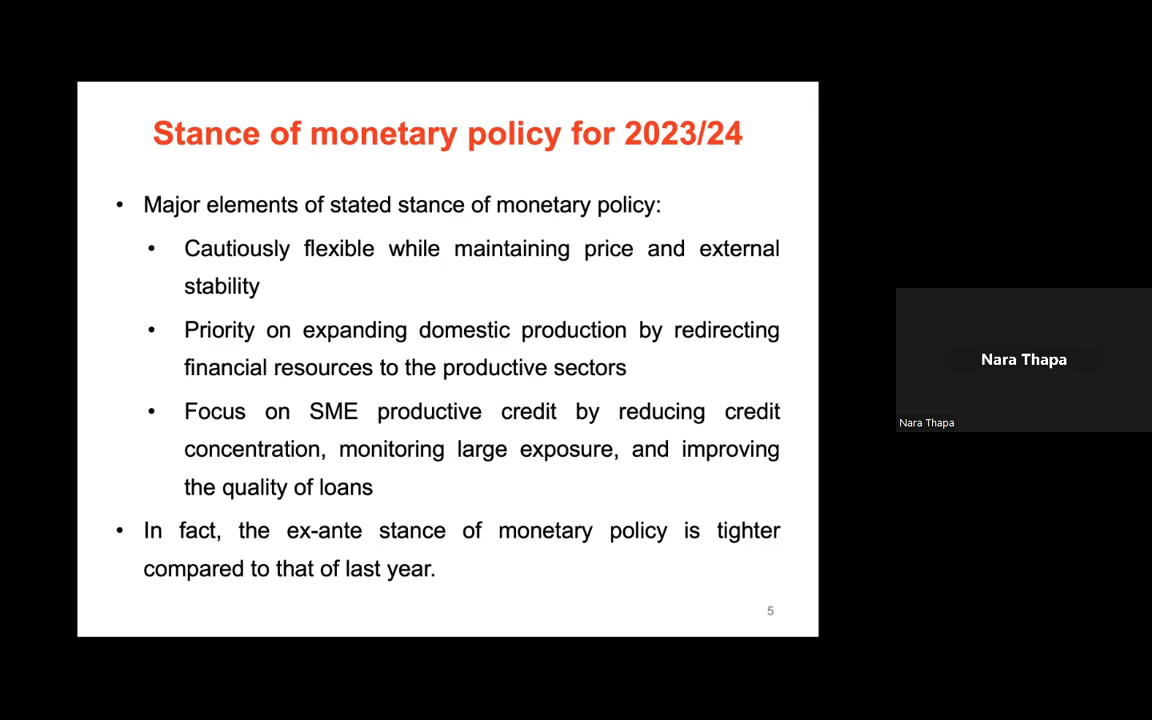 Stance of monetary policy for 2023/24
• Major elements of stated stance of monetary policy:
• Cautiously flexible while maintaining price and external
stability
• Priority on expanding domestic production by redirecting
financial resources to the productive sectors
• Focus on SME productive credit by reducing credit
concentration, monitoring large exposure, and improving
the quality of loans
• In fact, the ex-ante stance of monetary policy is tighter
compared to that of last year.
5
Nara Thapa
Nara Thapa